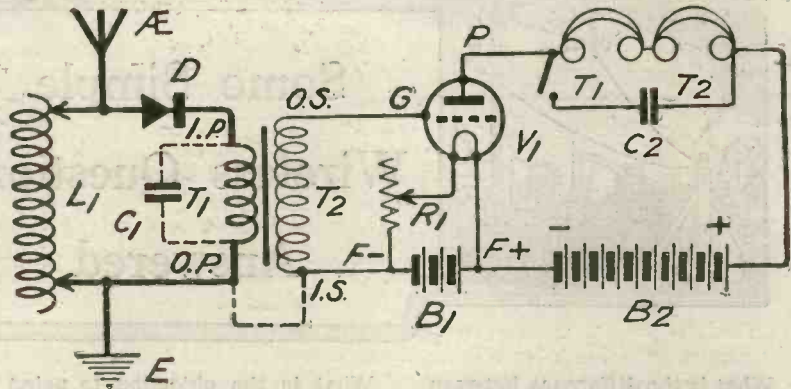 Æ
D
I.P.
O.S.
G
P
T1
T2
C2
V1
L1
C1
T1
T2
R1
O.P.
I.S.
F-
F+
-
+
B1
B2
E